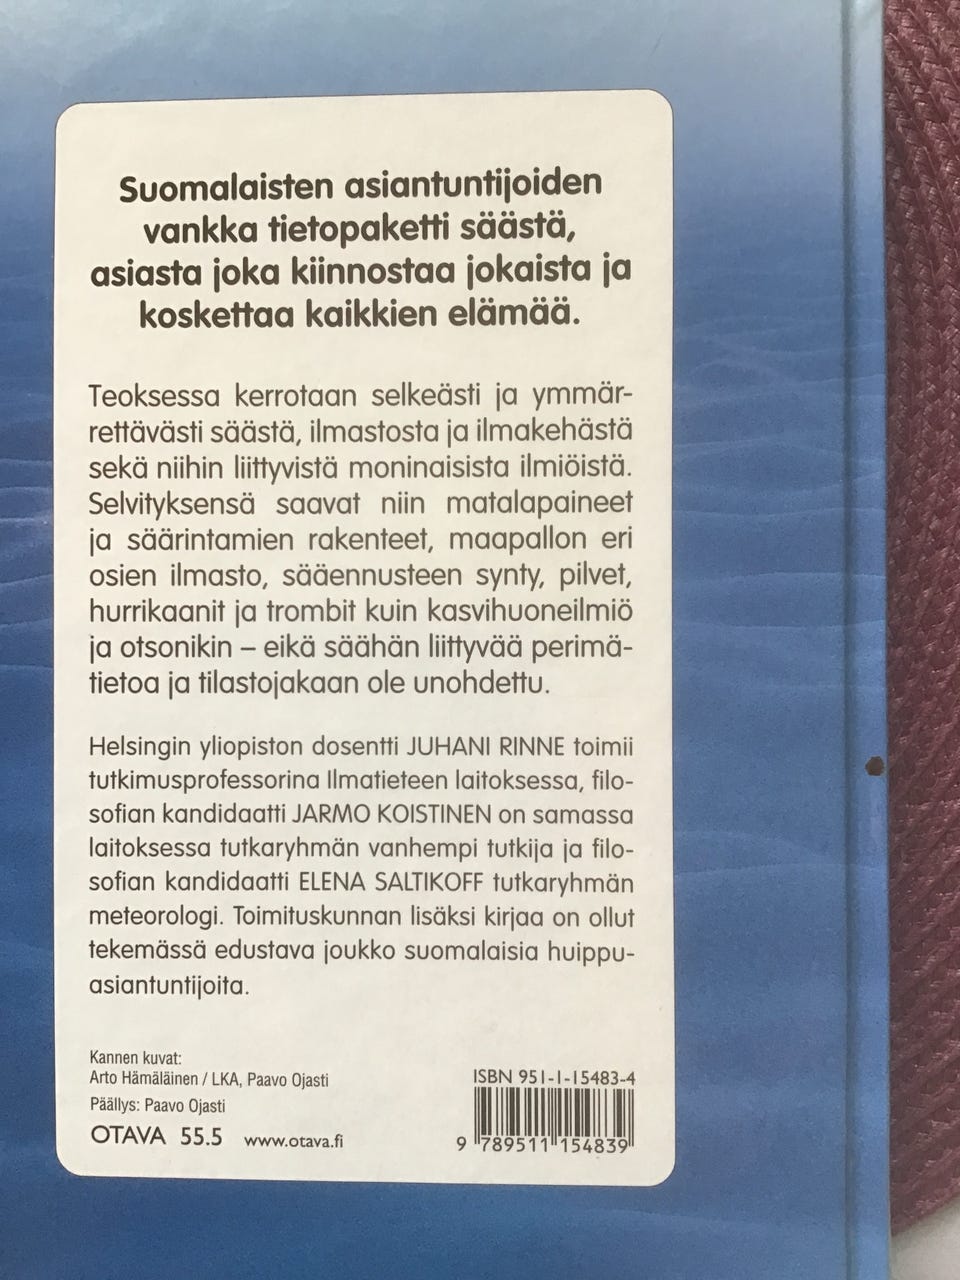 Suomalaisten asiantuntijoiden
vankka tietopaketti säästä,
asiasta joka kiinnostaa jokaista ja
koskettaa kaikkien elämää.
Teoksessa kerrotaan selkeästi ja ymmär-
rettävästi säästä, ilmastosta ja ilmakehästä
sekä niihin liittyvistä moninaisista ilmiöistä.
Selvityksensä saavat niin matalapaineet
ja säärintamien rakenteet, maapallon eri
osien ilmasto, sääennusteen synty, pilvet,
hurrikaanit ja trombit kuin kasvihuoneilmiö
ja otsonikin – eikä säähän liittyvää perimä-
tietoa ja tilastojakaan ole unohdettu.
Helsingin yliopiston dosentti JUHANI RINNE toimii
tutkimusprofessorina Ilmatieteen laitoksessa, filo-
sofian kandidaatti JARMO KOISTINEN on samassa
laitoksessa tutkaryhmän vanhempi tutkija ja filo-
sofian kandidaatti ELENA SALTIKOFF tutkaryhmän
meteorologi. Toimituskunnan lisäksi kirjaa on ollut
tekemässä edustava joukko suomalaisia huippu-
asiantuntijoita.
Kannen kuvat:
Arto Hämäläinen / LKA, Paavo Ojasti
Päällys: Paavo Ojasti
OTAVA 55.5 www.otava.fi
ISBN 951-1-15483-4
9 789511 154839